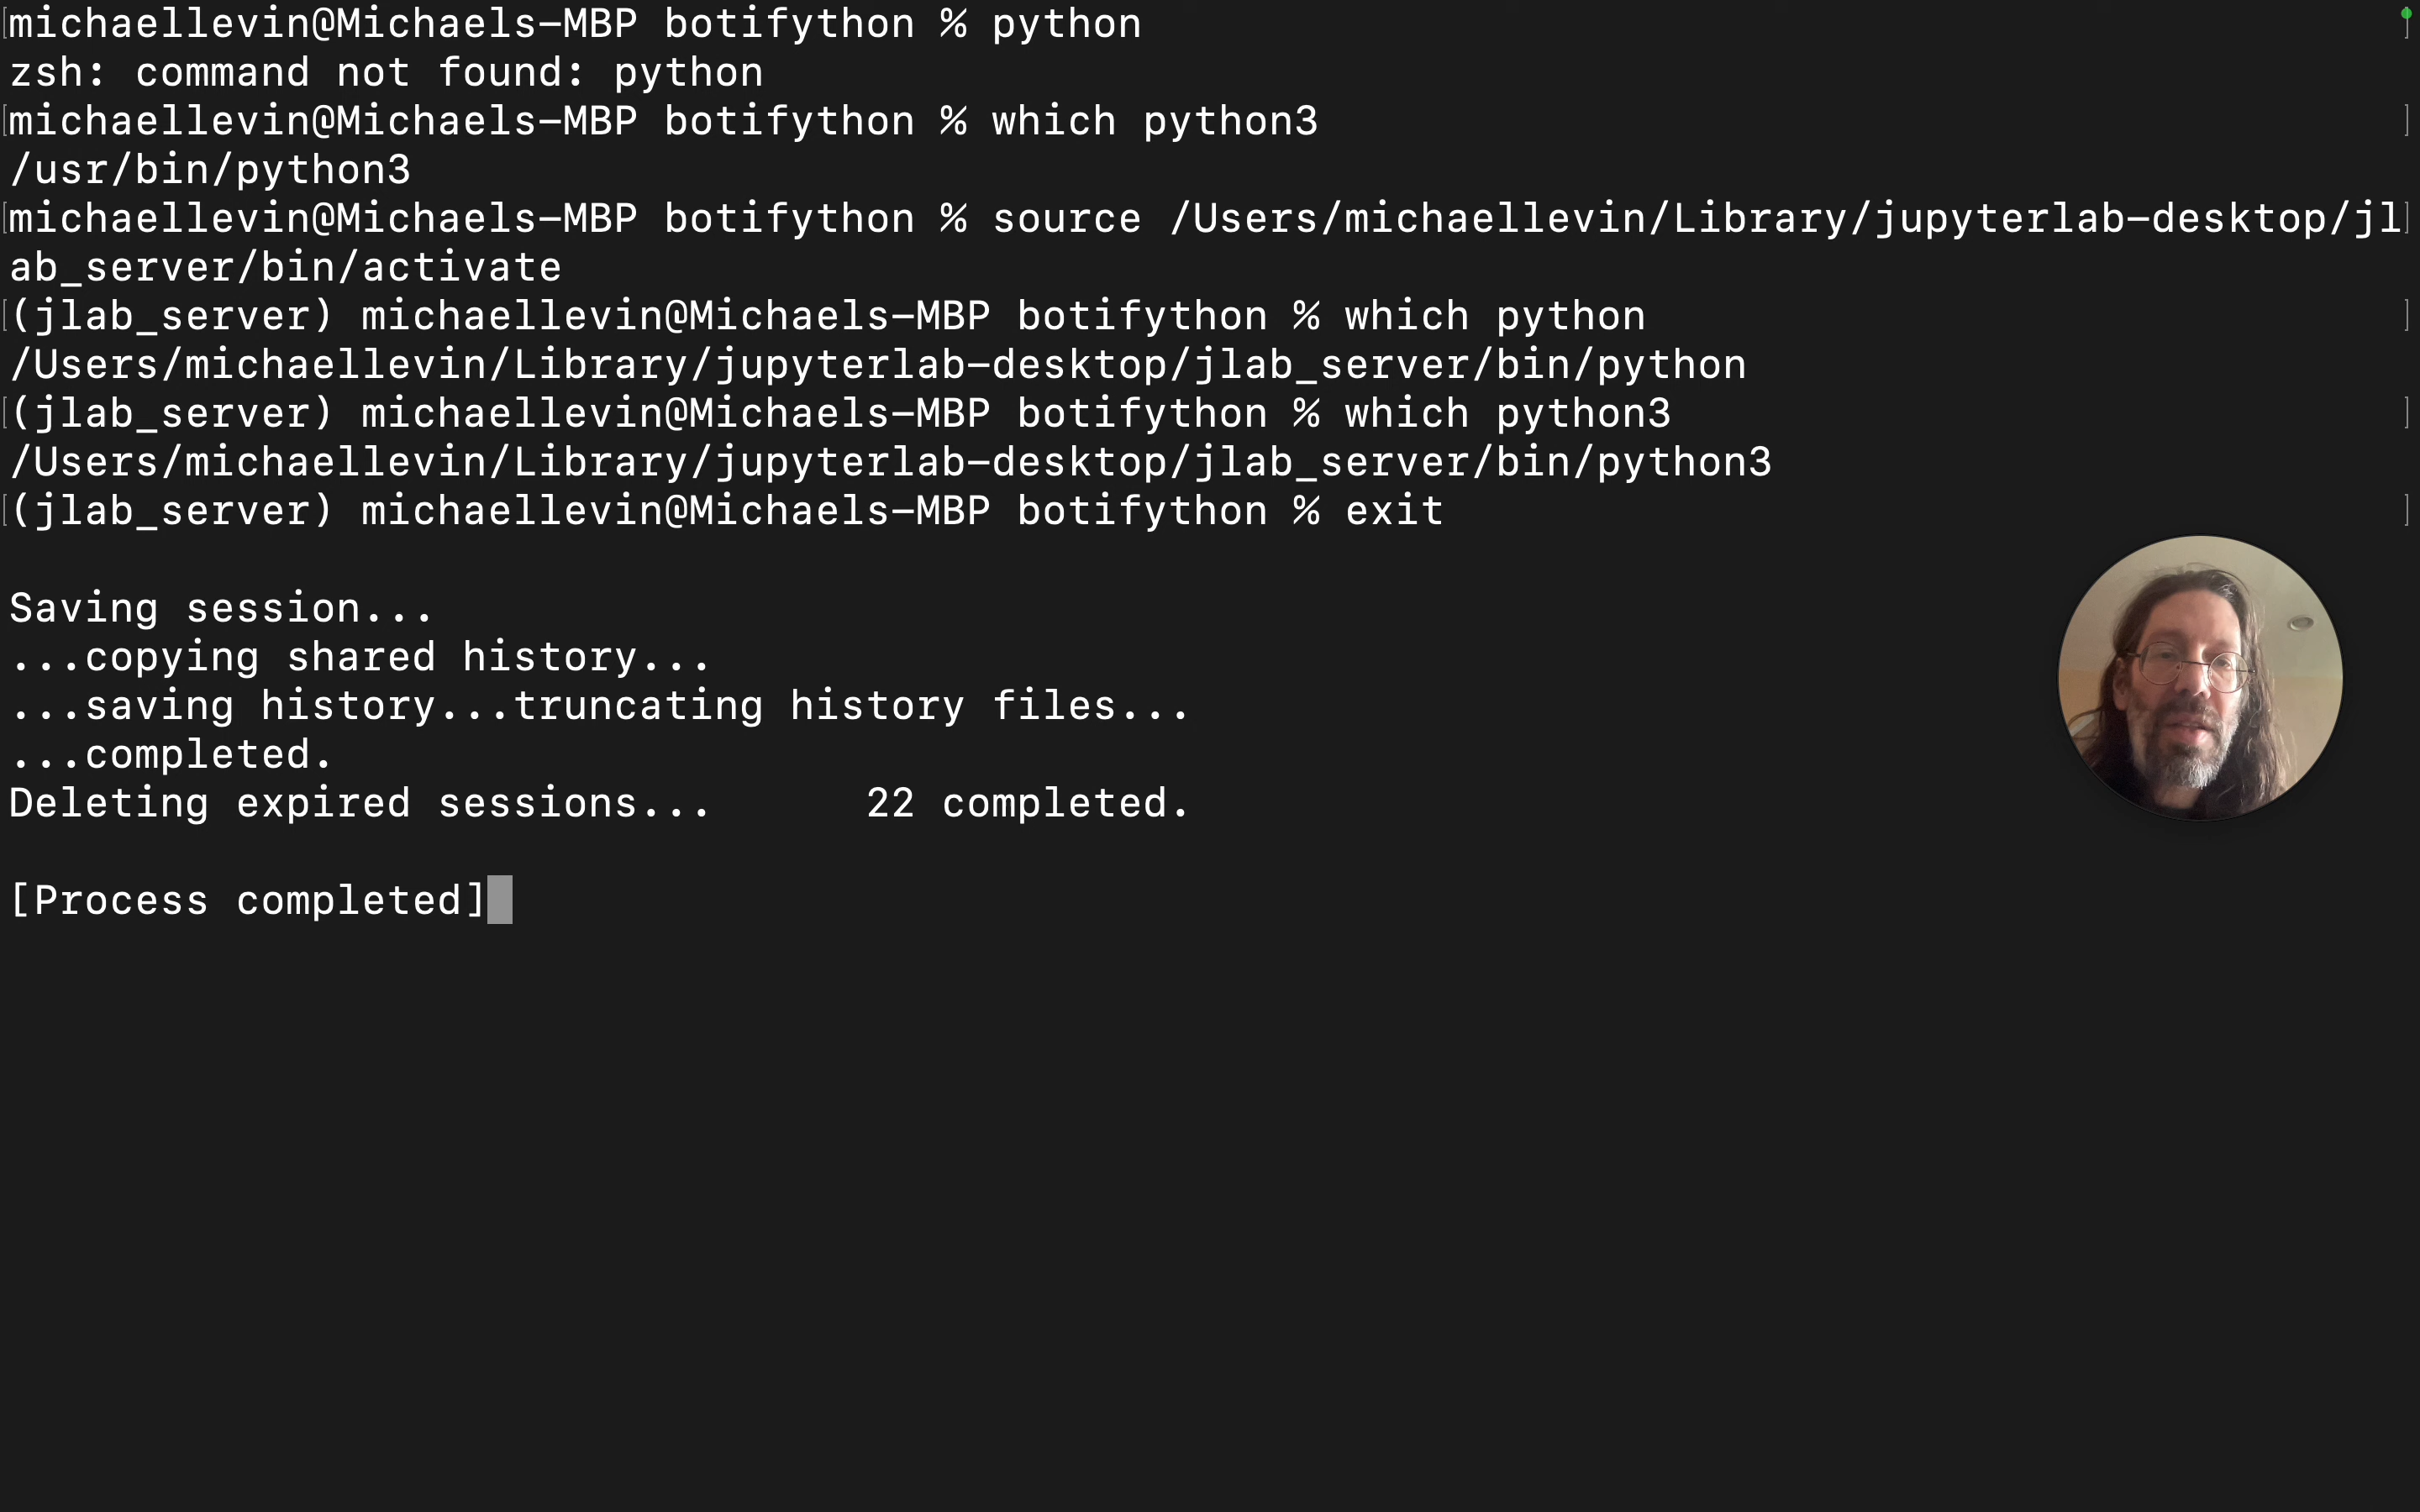 michaellevin@Michaels-MBP botifython % python
zsh: command not found: python
michaellevin@Michaels-MBP botifython % which python3
/usr/bin/python3
michaellevin@Michaels-MBP botifython % source /Users/michaellevin/Library/jupyterlab-desktop/jl
ab_server/bin/activate
(jlab_server) michaellevin@Michaels-MBP botifython % which python
/Users/michaellevin/Library/jupyterlab-desktop/jlab_server/bin/python
(jlab_server) michaellevin@Michaels-MBP botifython % which python3
/Users/michaellevin/Library/jupyterlab-desktop/jlab_server/bin/python3
(jlab_server) michaellevin@Michaels-MBP botifython % exit
Saving session...
...copying shared history...
...saving history...truncating history files...
...completed.
Deleting expired sessions...      22 completed.
[Process completed]